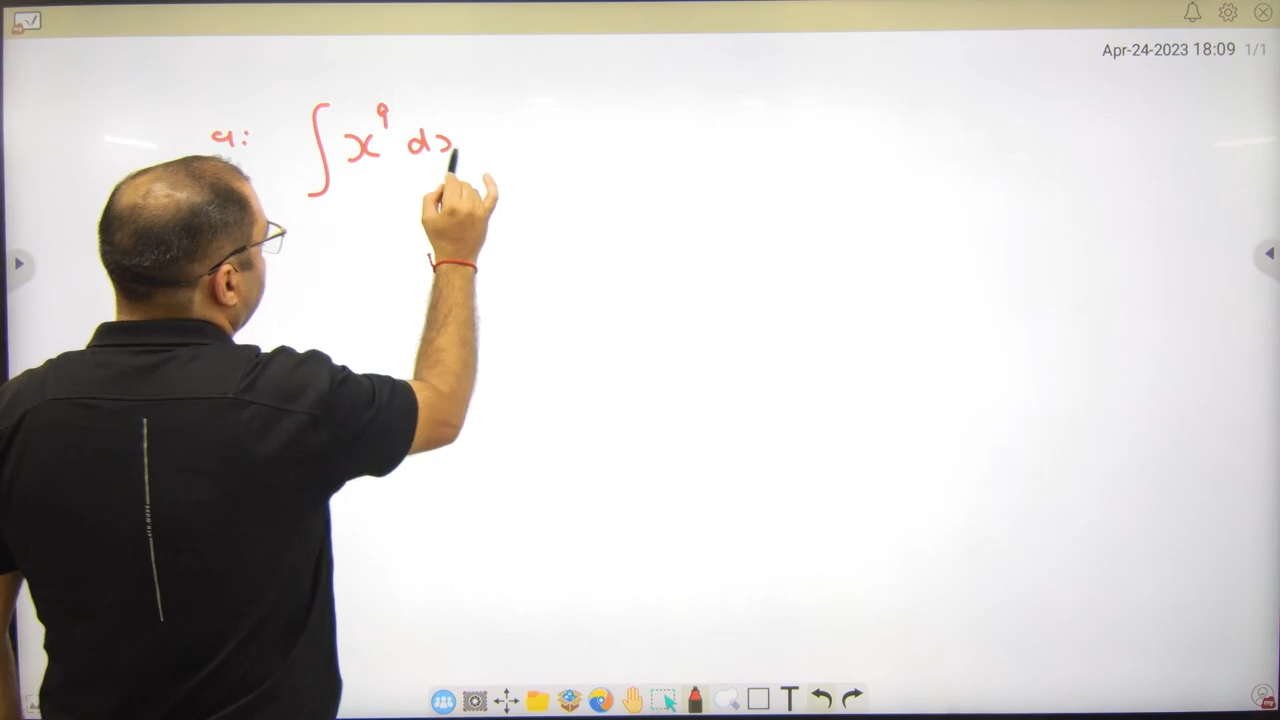 Apr-24-2023 18:09 1/1
Q: ∫ x⁹ dx
T